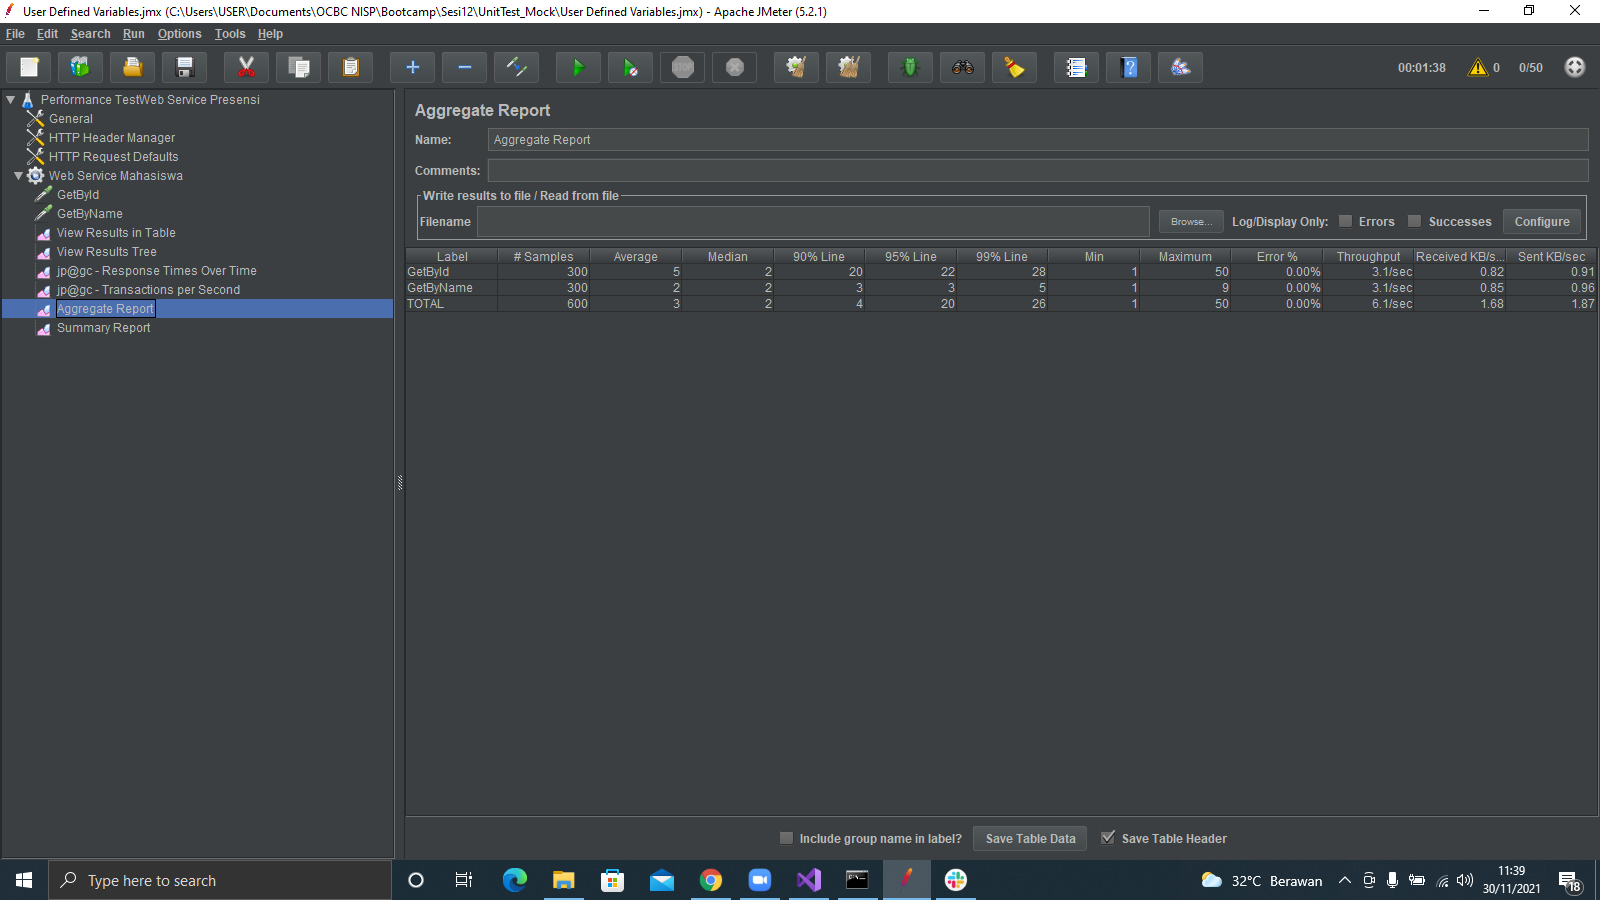 User Defined Variables.jmx (C:\Users\USER\Documents\OCBC NISP\Bootcamp\Sesi12\UnitTest_Mock\User Defined Variables.jmx) - Apache JMeter (5.2.1)
File Edit Search Run Options Tools Help
STOP 00:01:38 0 0/50
Performance TestWeb Service Presensi
General
HTTP Header Manager
HTTP Request Defaults
Web Service Mahasiswa
GetById
GetByName
View Results in Table
View Results Tree
jp@gc - Response Times Over Time
jp@gc - Transactions per Second
Aggregate Report
Summary Report
Aggregate Report
Name: Aggregate Report
Comments:
Write results to file / Read from file
Filename Browse... Log/Display Only: Errors Successes Configure
Label # Samples Average Median 90% Line 95% Line 99% Line Min Maximum Error % Throughput Received KB/s... Sent KB/sec
GetById 300 5 2 20 22 28 1 50 0.00% 3.1/sec 0.82 0.91
GetByName 300 2 2 3 3 5 1 9 0.00% 3.1/sec 0.85 0.96
TOTAL 600 3 2 4 20 26 1 50 0.00% 6.1/sec 1.68 1.87
Include group name in label? Save Table Data Save Table Header
Type here to search 32°C Berawan 11:39
30/11/2021 18